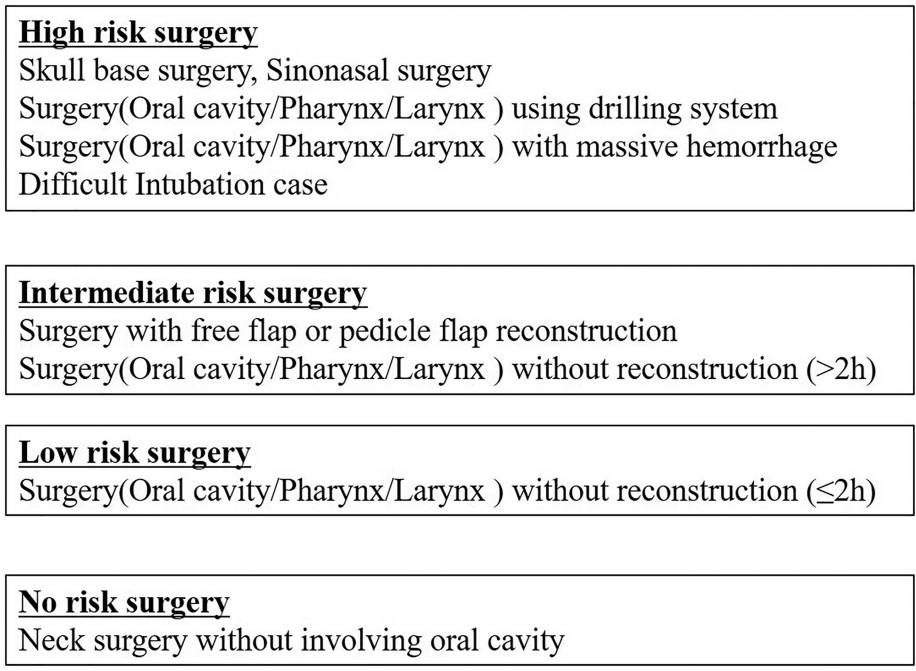 High risk surgery
Skull base surgery, Sinonasal surgery
Surgery(Oral cavity/Pharynx/Larynx ) using drilling system
Surgery(Oral cavity/Pharynx/Larynx ) with massive hemorrhage
Difficult Intubation case
Intermediate risk surgery
Surgery with free flap or pedicle flap reconstruction
Surgery(Oral cavity/Pharynx/Larynx ) without reconstruction (>2h)
Low risk surgery
Surgery(Oral cavity/Pharynx/Larynx ) without reconstruction (≤2h)
No risk surgery
Neck surgery without involving oral cavity